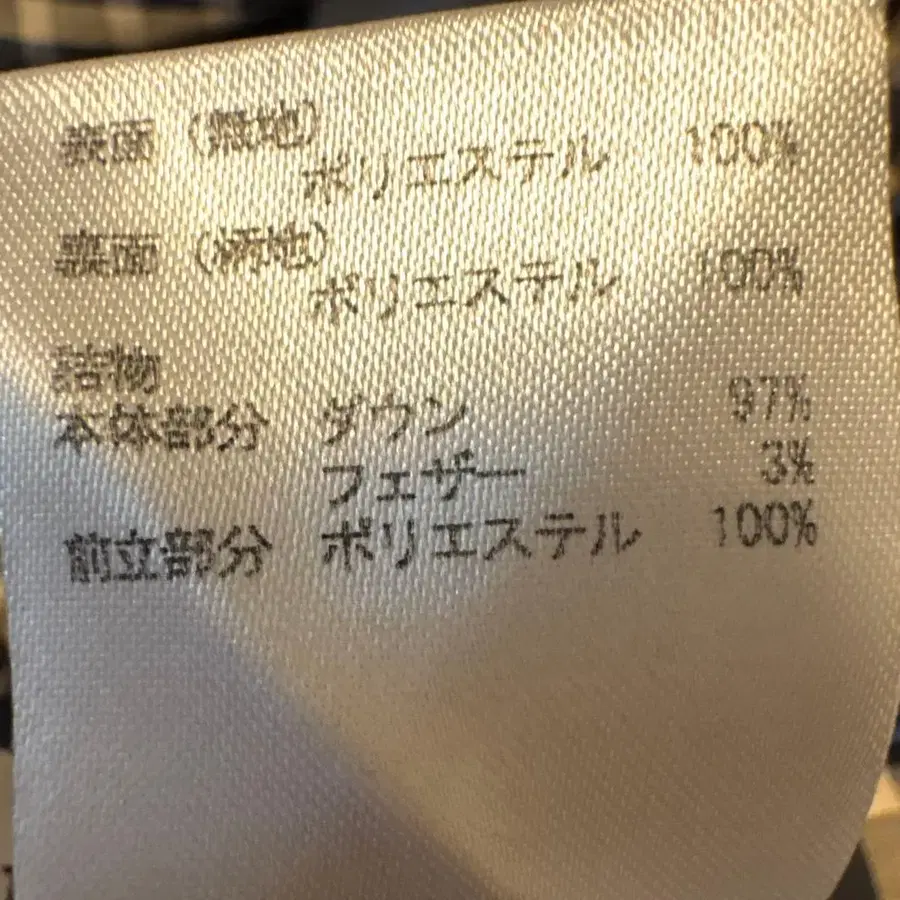 表面（無地）
ポリエステル 100%
裏面（柄地）
ポリエステル 100%
詰物
本体部分 ダウン 97%
フェザー 3%
前立部分 ポリエステル 100%